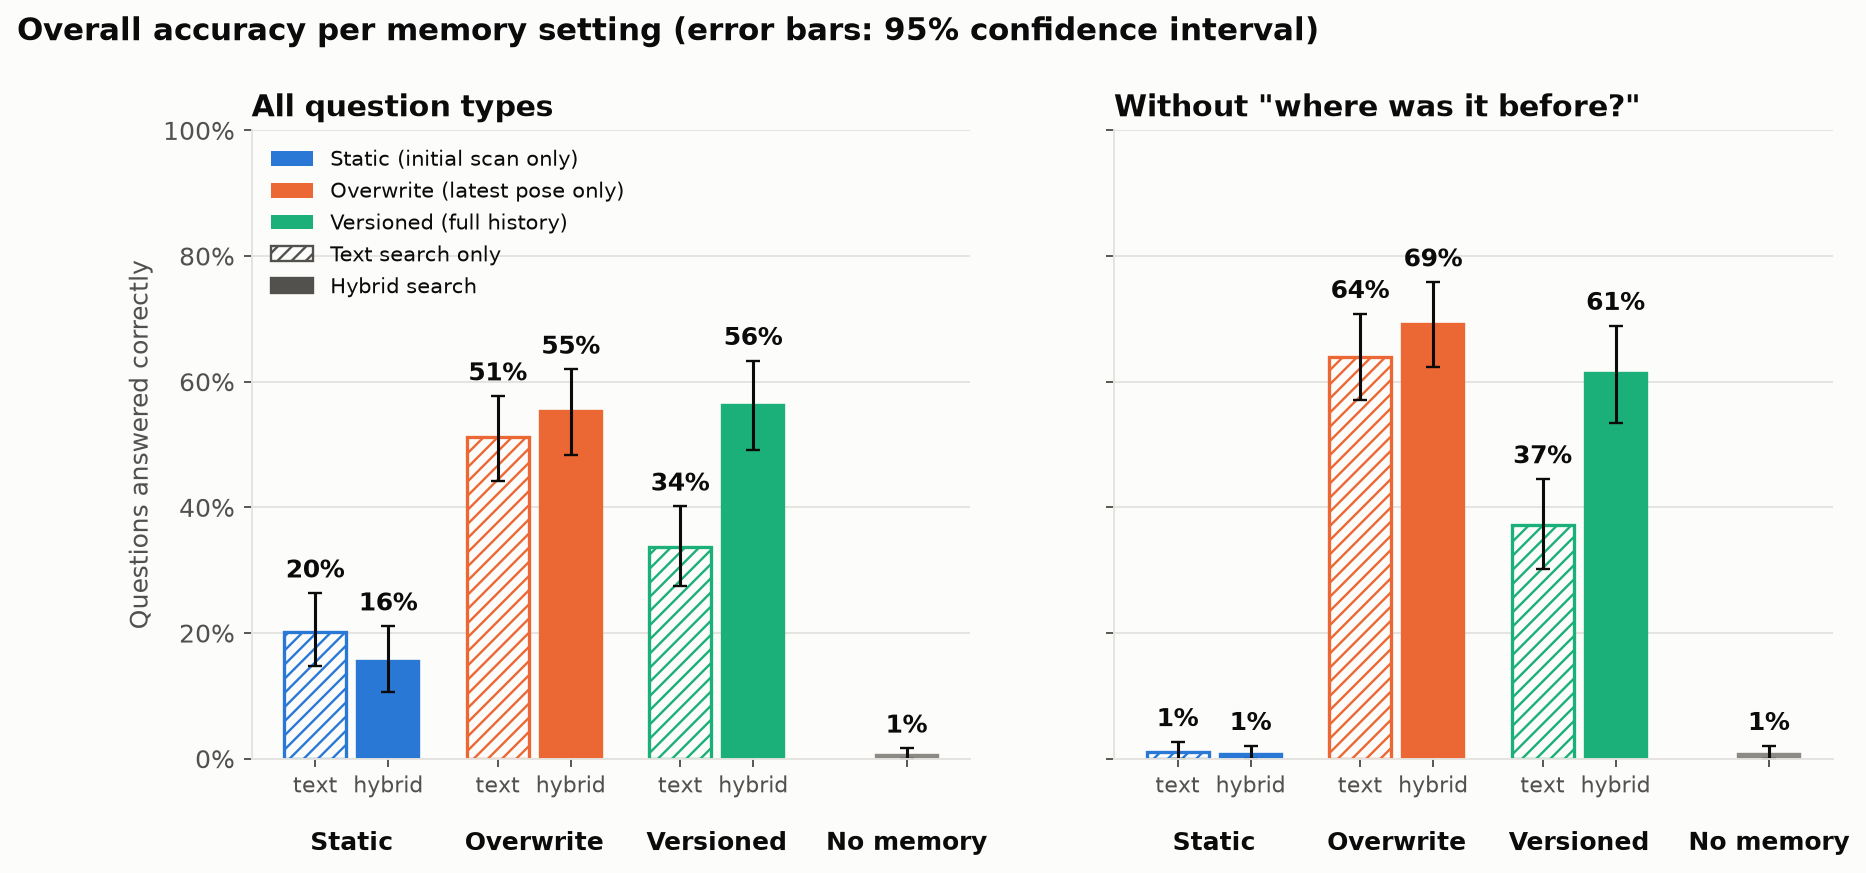 Overall accuracy per memory setting (error bars: 95% confidence interval)
All question types
100%
80%
60%
40%
20%
0%
Questions answered correctly
Static (initial scan only)
Overwrite (latest pose only)
Versioned (full history)
Text search only
Hybrid search
20%
16%
51%
55%
34%
56%
1%
text hybrid text hybrid text hybrid
Static Overwrite Versioned No memory
Without "where was it before?"
1%
1%
64%
69%
37%
61%
1%
text hybrid text hybrid text hybrid
Static Overwrite Versioned No memory